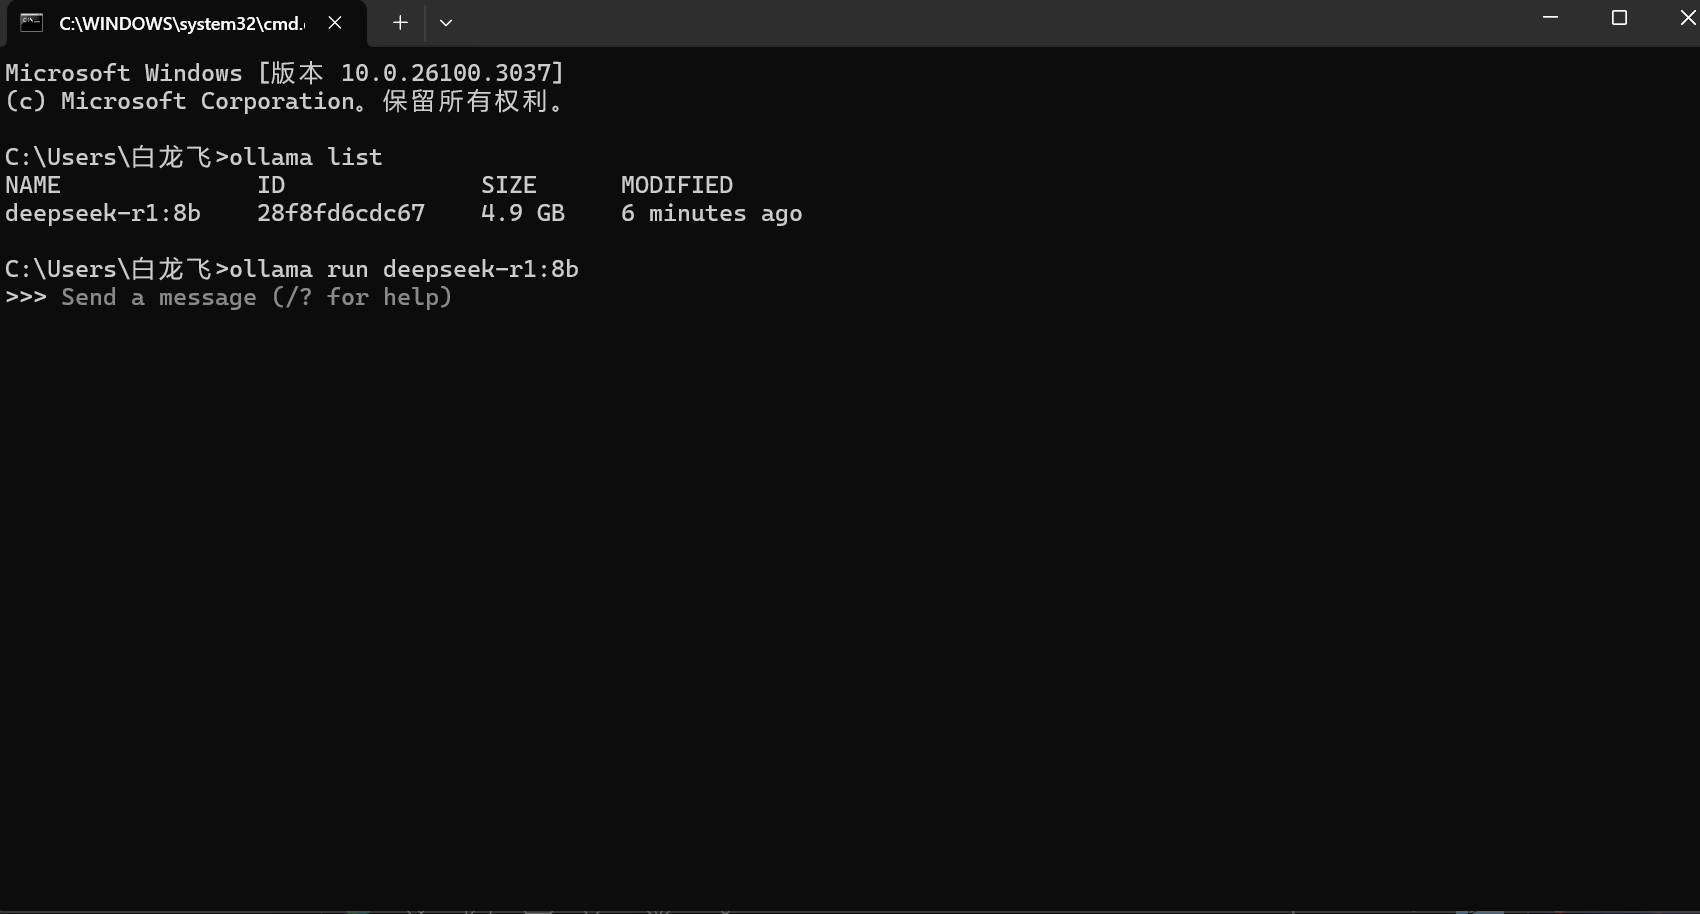 C:\WINDOWS\system32\cmd.
Microsoft Windows [版本 10.0.26100.3037]
(c) Microsoft Corporation。保留所有权利。
C:\Users\白龙飞>ollama list
NAME ID SIZE MODIFIED
deepseek-r1:8b 28f8fd6cdc67 4.9 GB 6 minutes ago
C:\Users\白龙飞>ollama run deepseek-r1:8b
>>> Send a message (/? for help)